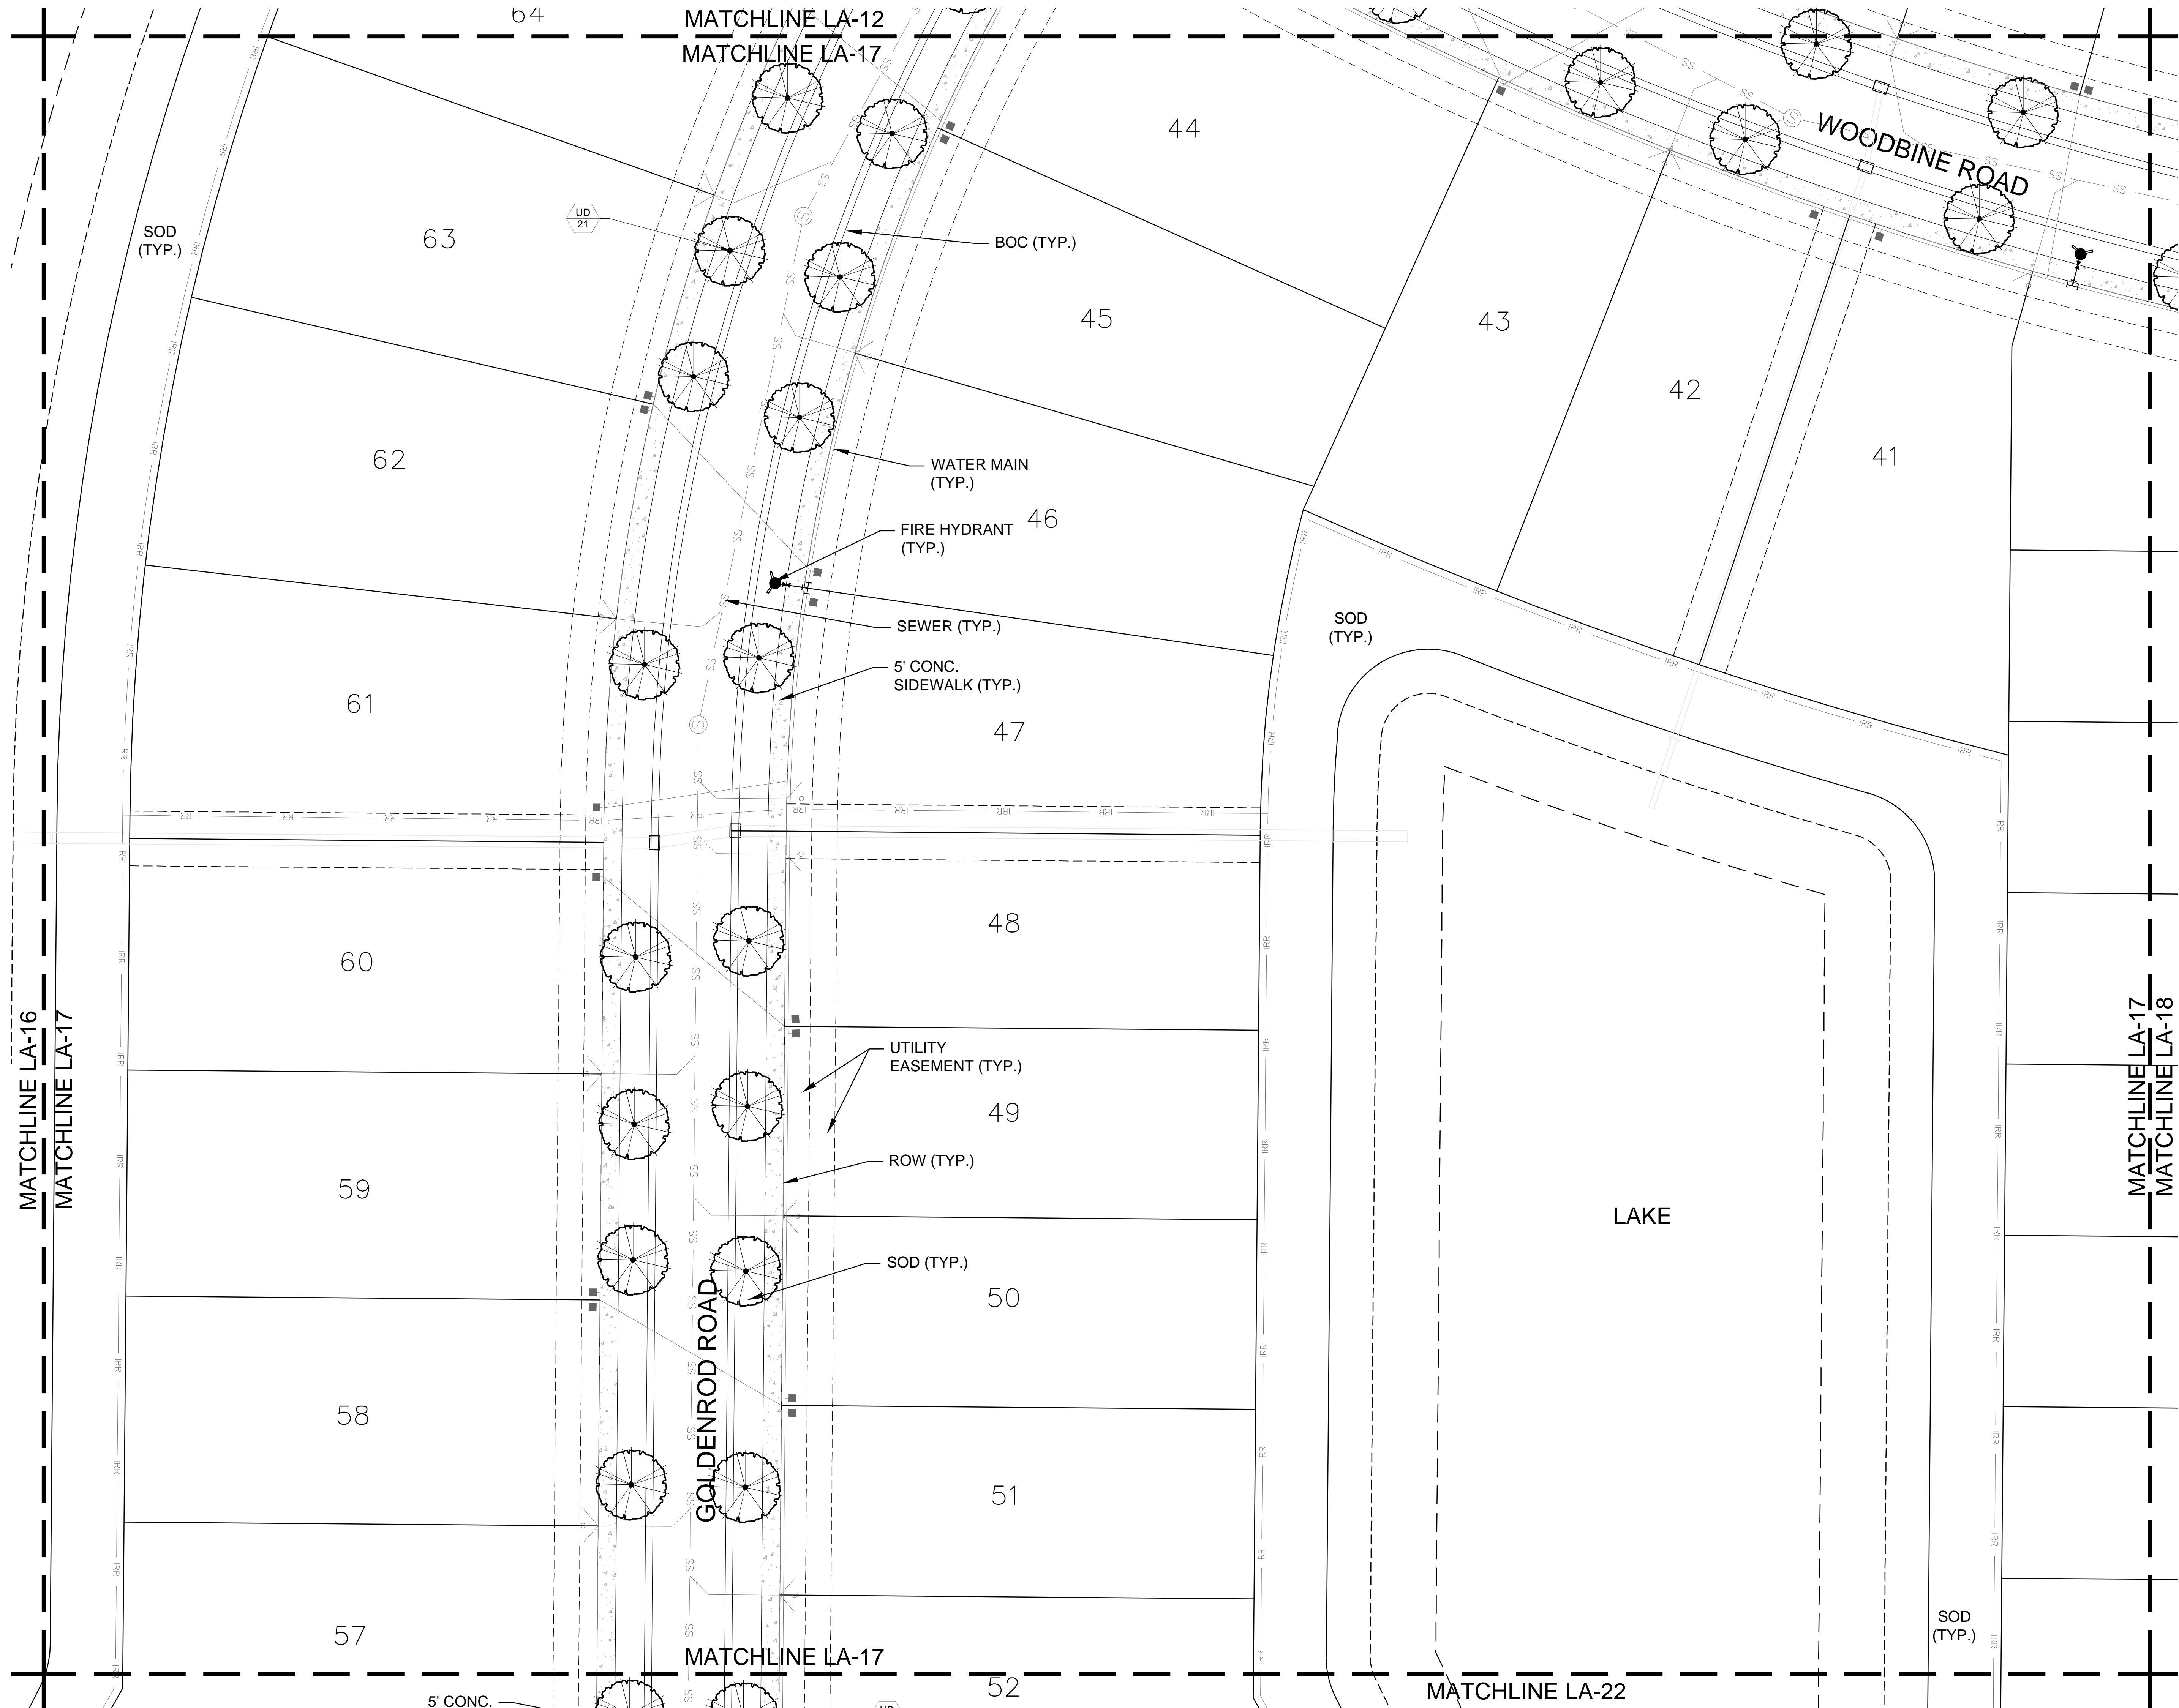 64
MATCHLINE LA-12
MATCHLINE LA-17
44
WOODBINE ROAD
SOD
(TYP.)
63
UD
21
BOC (TYP.)
45
43
42
62
41
WATER MAIN
(TYP.)
46
FIRE HYDRANT
(TYP.)
SEWER (TYP.)
SOD
(TYP.)
5' CONC.
SIDEWALK (TYP.)
61
47
60
48
MATCHLINE LA-16
MATCHLINE LA-17
UTILITY
EASEMENT (TYP.)
49
59
ROW (TYP.)
LAKE
MATCHLINE LA-17
MATCHLINE LA-18
SOD (TYP.)
50
GOLDENROD ROAD
58
51
57
SOD
(TYP.)
MATCHLINE LA-17
52
MATCHLINE LA-22
5' CONC.